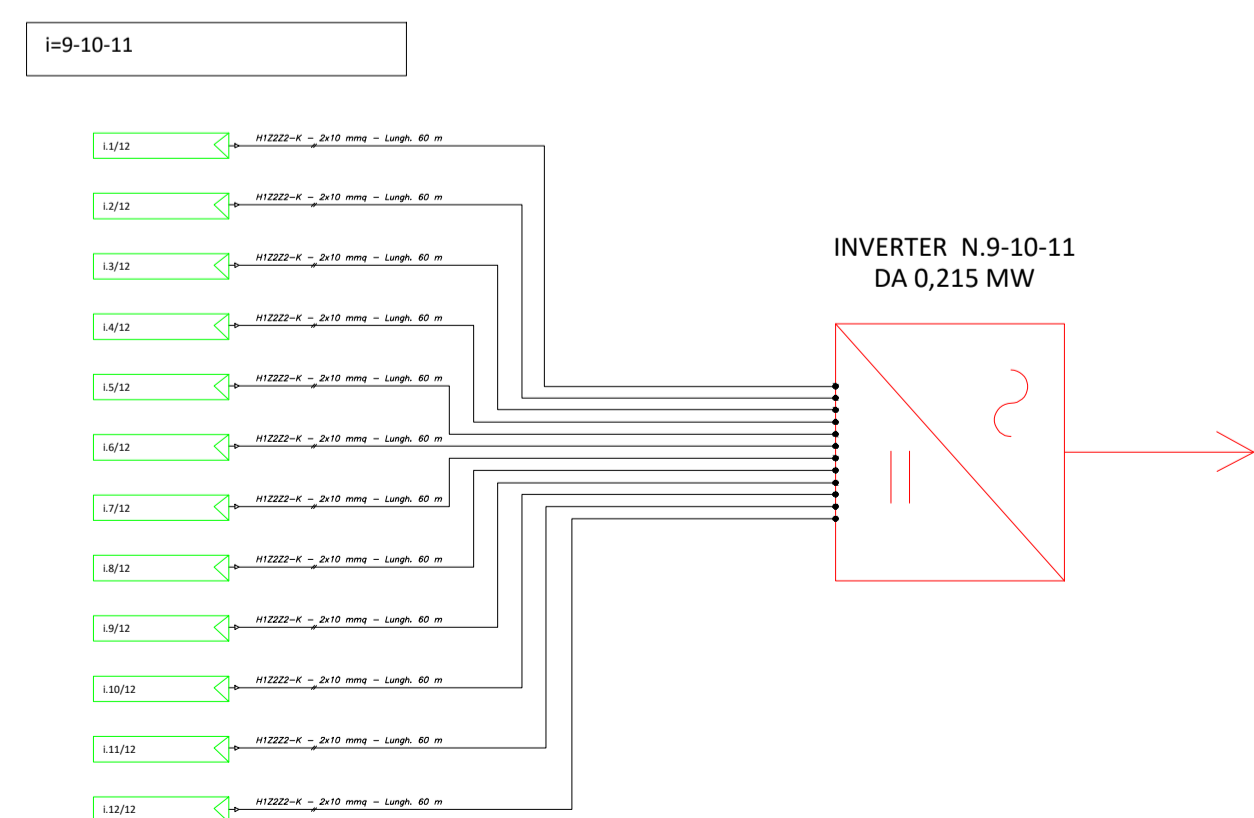 i=9-10-11
i.1/12
H1Z2Z2-K - 2x10 mmq - Lungh. 60 m
i.2/12
H1Z2Z2-K - 2x10 mmq - Lungh. 60 m
INVERTER N.9-10-11
DA 0,215 MW
i.3/12
H1Z2Z2-K - 2x10 mmq - Lungh. 60 m
i.4/12
H1Z2Z2-K - 2x10 mmq - Lungh. 60 m
i.5/12
H1Z2Z2-K - 2x10 mmq - Lungh. 60 m
i.6/12
H1Z2Z2-K - 2x10 mmq - Lungh. 60 m
i.7/12
H1Z2Z2-K - 2x10 mmq - Lungh. 60 m
i.8/12
H1Z2Z2-K - 2x10 mmq - Lungh. 60 m
i.9/12
H1Z2Z2-K - 2x10 mmq - Lungh. 60 m
i.10/12
H1Z2Z2-K - 2x10 mmq - Lungh. 60 m
i.11/12
H1Z2Z2-K - 2x10 mmq - Lungh. 60 m
i.12/12
H1Z2Z2-K - 2x10 mmq - Lungh. 60 m